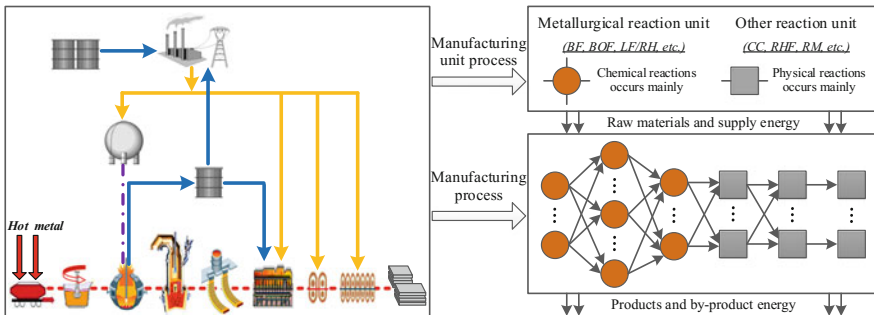 Hot metal
Manufacturing
unit process
Manufacturing
process
Metallurgical reaction unit
(BF, BOF, LF/RH, etc.)
Chemical reactions
occurs mainly
Other reaction unit
(CC, RHF, RM, etc.)
Physical reactions
occurs mainly
Raw materials and supply energy
Products and by-product energy